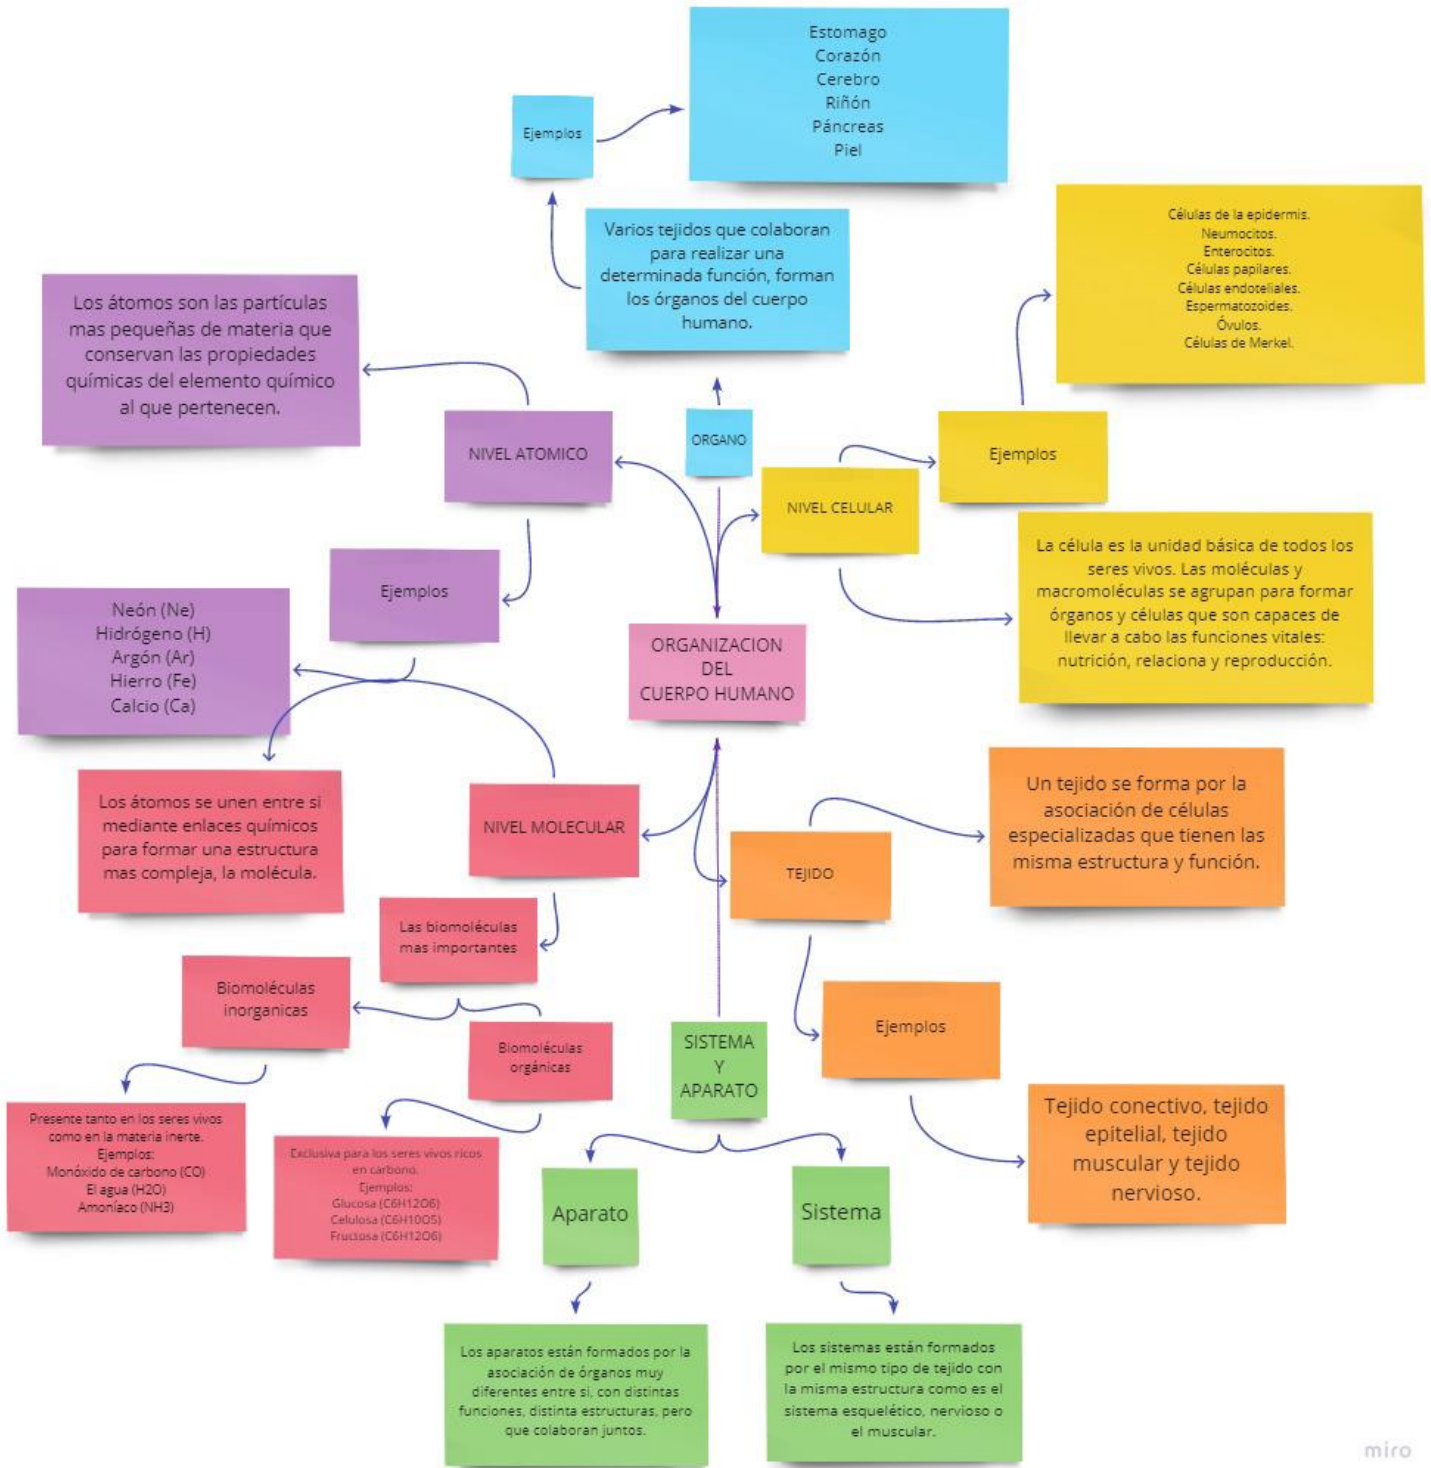 Estomago
Corazón
Cerebro
Riñón
Páncreas
Piel
Ejemplos
Varios tejidos que colaboran
para realizar una
determinada función, forman
los órganos del cuerpo
humano.
ORGANO
Células de la epidermis.
Neumocitos.
Enterocitos.
Células papilares.
Células endoteliales.
Espermatozoides.
Óvulos.
Células de Merkel.
Ejemplos
NIVEL CELULAR
La célula es la unidad básica de todos los
seres vivos. Las moléculas y
macromoléculas se agrupan para formar
órganos y células que son capaces de
llevar a cabo las funciones vitales:
nutrición, relaciona y reproducción.
Los átomos son las partículas
mas pequeñas de materia que
conservan las propiedades
químicas del elemento químico
al que pertenecen.
NIVEL ATOMICO
Ejemplos
Neón (Ne)
Hidrógeno (H)
Argón (Ar)
Hierro (Fe)
Calcio (Ca)
ORGANIZACION
DEL
CUERPO HUMANO
Los átomos se unen entre si
mediante enlaces químicos
para formar una estructura
mas compleja, la molécula.
NIVEL MOLECULAR
Las biomoléculas
mas importantes
Biomoléculas
inorganicas
Biomoléculas
orgánicas
Presente tanto en los seres vivos
como en la materia inerte.
Ejemplos:
Monóxido de carbono (CO)
El agua (H2O)
Amoníaco (NH3)
Exclusiva para los seres vivos ricos
en carbono.
Ejemplos:
Glucosa (C6H12O6)
Celulosa (C6H10O5)
Fructosa (C6H12O6)
Un tejido se forma por la
asociación de células
especializadas que tienen las
misma estructura y función.
TEJIDO
Ejemplos
Tejido conectivo, tejido
epitelial, tejido
muscular y tejido
nervioso.
SISTEMA
Y
APARATO
Aparato
Sistema
Los aparatos están formados por la
asociación de órganos muy
diferentes entre si, con distintas
funciones, distinta estructuras, pero
que colaboran juntos.
Los sistemas están formados
por el mismo tipo de tejido con
la misma estructura como es el
sistema esquelético, nervioso o
el muscular.
miro